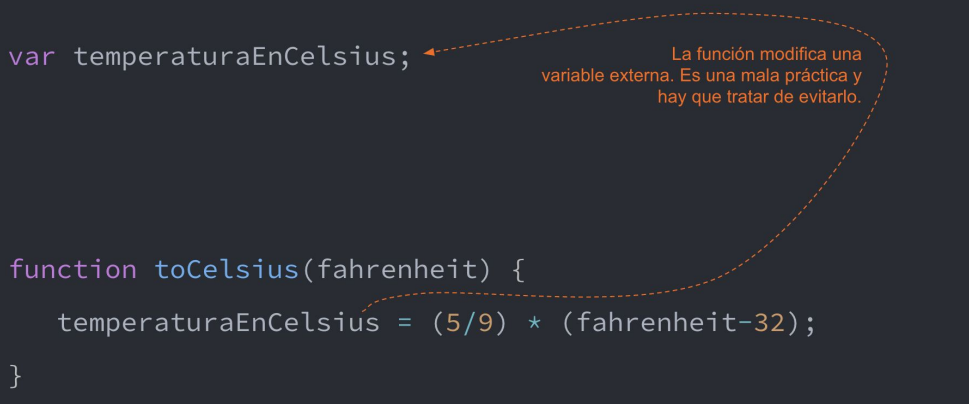 var temperaturaEnCelsius;
La función modifica una
variable externa. Es una mala práctica y
hay que tratar de evitarlo.
function toCelsius(fahrenheit) {
temperaturaEnCelsius = (5/9) * (fahrenheit-32);
}